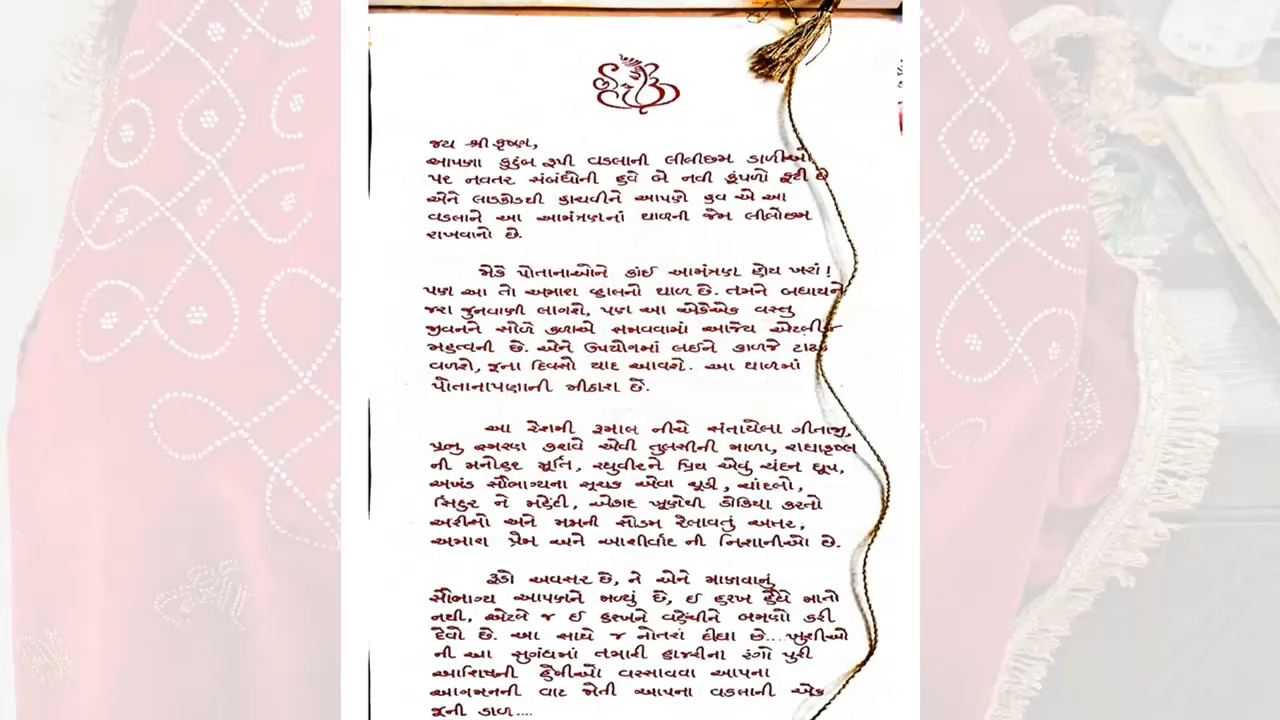 જય શ્રી કૃષ્ણ,
આપણા કુટુંબ રૂપી વડલાની લીલીછમ ડાળીઓ
પર નવતર સંબંધોની હવે બે નવી કૂંપળો ફૂટી છે
એને લાડકોડથી કાચવીને આપણે હવ એ આ
વડલાને આ આમંત્રણનાં થાળની જેમ લીલોછમ
રાખવાનો છે.
જોકે પોતાનાઓને કાંઈ આમંત્રણ હોય ખરાં!
પણ આ તો અમારા વ્હાલનો થાળ છે. તમને બધાયને
જરા જુનવાણી લાગશે, પણ આ એકેએક વસ્તુ
જીવનને સોળે કળાએ સમવવામાં આજેય એટલીજ
મહત્વની છે. એને ઉપયોગમાં લઈને કાળજે ટાઢક
વળશે, જૂના દિવસો યાદ આવશે. આ થાળમાં
પોતાનાપણાની મીઠાશ છે.
આ રેશમી રૂમાલ નીચે સંતાયેલા ગીતાજી,
પ્રભુ સ્મરણ કરાવે એવી તુલસીની માળા, રાધાકૃષ્ણ
ની મનોહર મૂર્તિ, રઘુવીરને પ્રિય એવું ચંદન ધૂપ,
અખંડ સૌભાગ્યના સૂચક એવા ચૂડી, ચાંદલો,
સિંદુર ને મહેંદી, એકાદ ખૂણેથી ડોકિયા કરતો
અરીસો અને મમની સોડમ રેલાવતું અત્તર,
અમારા પ્રેમ અને આશીર્વાદ ની નિશાનીઓ છે.
રૂડો અવસર છે, ને એને માણવાનું
સૌભાગ્ય આપણને મળ્યું છે, ઈ હરખ હૈયે માતો
નથી, એટલે જ ઈ હરખને વહેંચીને બમણો કરી
દેવો છે. આ સાથે જ નોતરાં દીધા છે....ખુશીઓ
ની આ સુગંધમાં તમારી હાજરીના રંગો પુરી
આશિષની હેલીઓ વરસાવવા આપના
આગમનની વાટ જોતી આપના વડલાની એક
જૂની ડાળ....